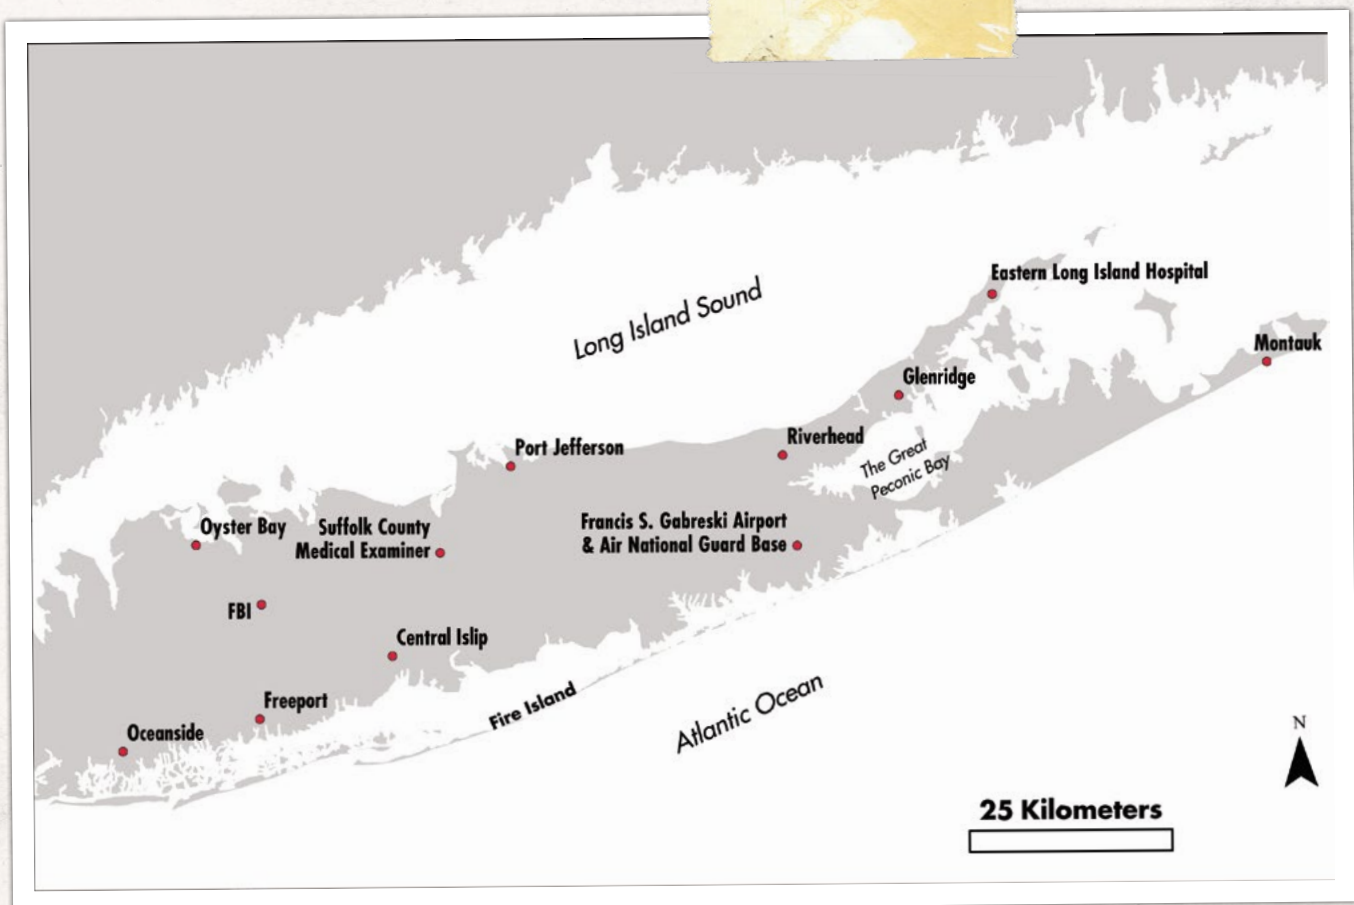 Eastern Long Island Hospital
Long Island Sound
Montauk
Glenridge
Riverhead
Port Jefferson
The Great
Peconic Bay
Oyster Bay
Suffolk County
Medical Examiner
Francis S. Gabreski Airport
& Air National Guard Base
FBI
Central Islip
Freeport
Fire Island
Atlantic Ocean
Oceanside
N
25 Kilometers